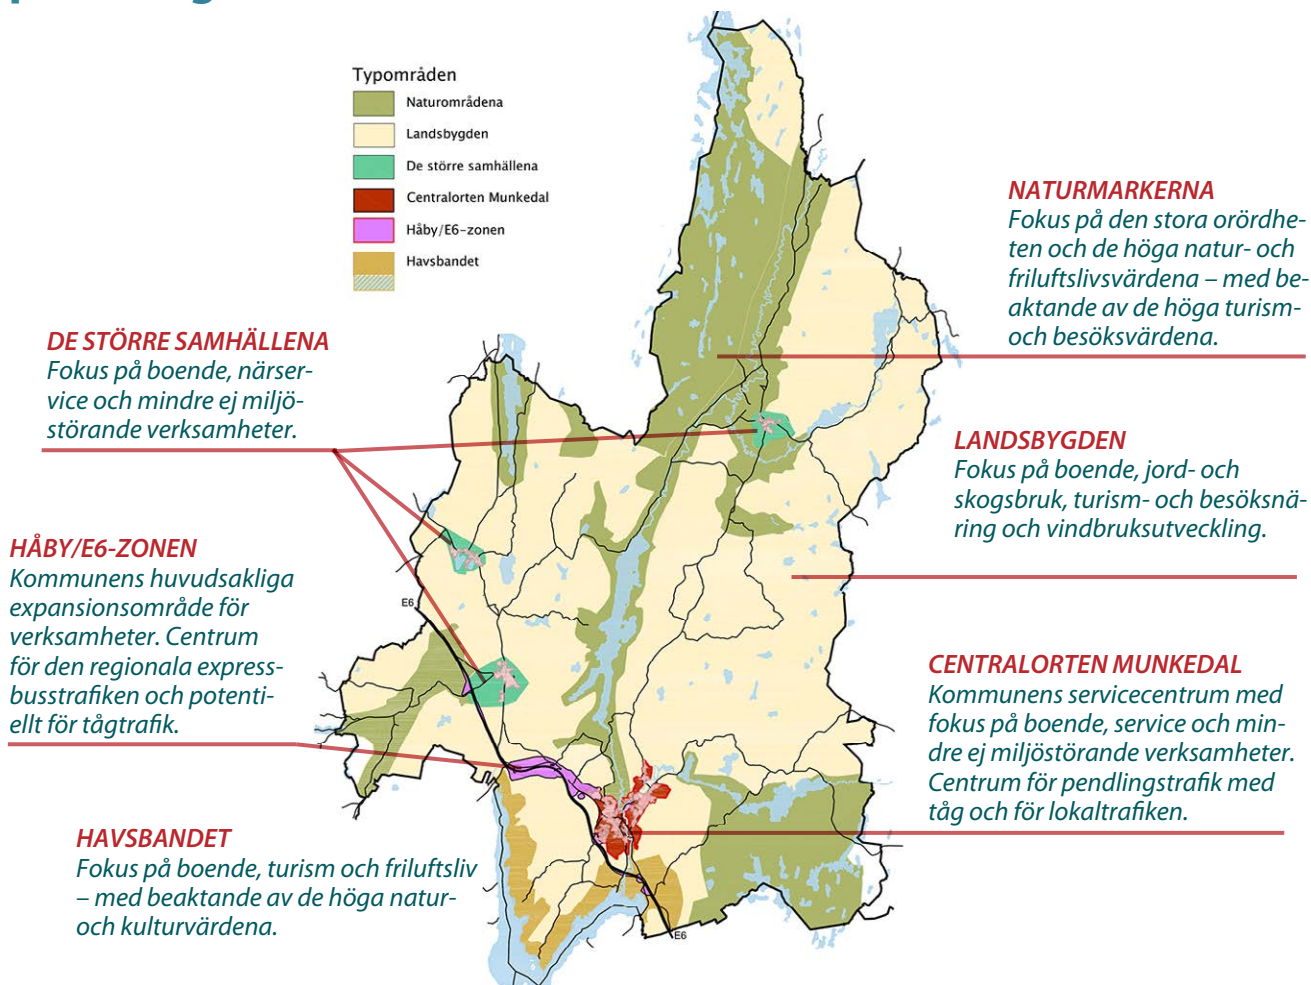 Typområden
Naturområdena
Landsbygden
De större samhällena
Centralorten Munkedal
Håby/E6-zonen
Havsbandet
NATURMARKERNA
Fokus på den stora orördhe-
ten och de höga natur- och
friluftslivsvärdena – med be-
aktande av de höga turism-
och besöksvärdena.
DE STÖRRE SAMHÄLLENA
Fokus på boende, närser-
vice och mindre ej miljö-
störande verksamheter.
LANDSBYGDEN
Fokus på boende, jord- och
skogsbruk, turism- och besöksnä-
ring och vindbruksutveckling.
HÅBY/E6-ZONEN
Kommunens huvudsakliga
expansionsområde för
verksamheter. Centrum
för den regionala express-
busstrafiken och potenti-
ellt för tågtrafik.
E6
CENTRALORTEN MUNKEDAL
Kommunens servicecentrum med
fokus på boende, service och min-
dre ej miljöstörande verksamheter.
Centrum för pendlingstrafik med
tåg och för lokaltrafiken.
HAVSBANDET
Fokus på boende, turism och friluftsliv
– med beaktande av de höga natur-
och kulturvärdena.
E6